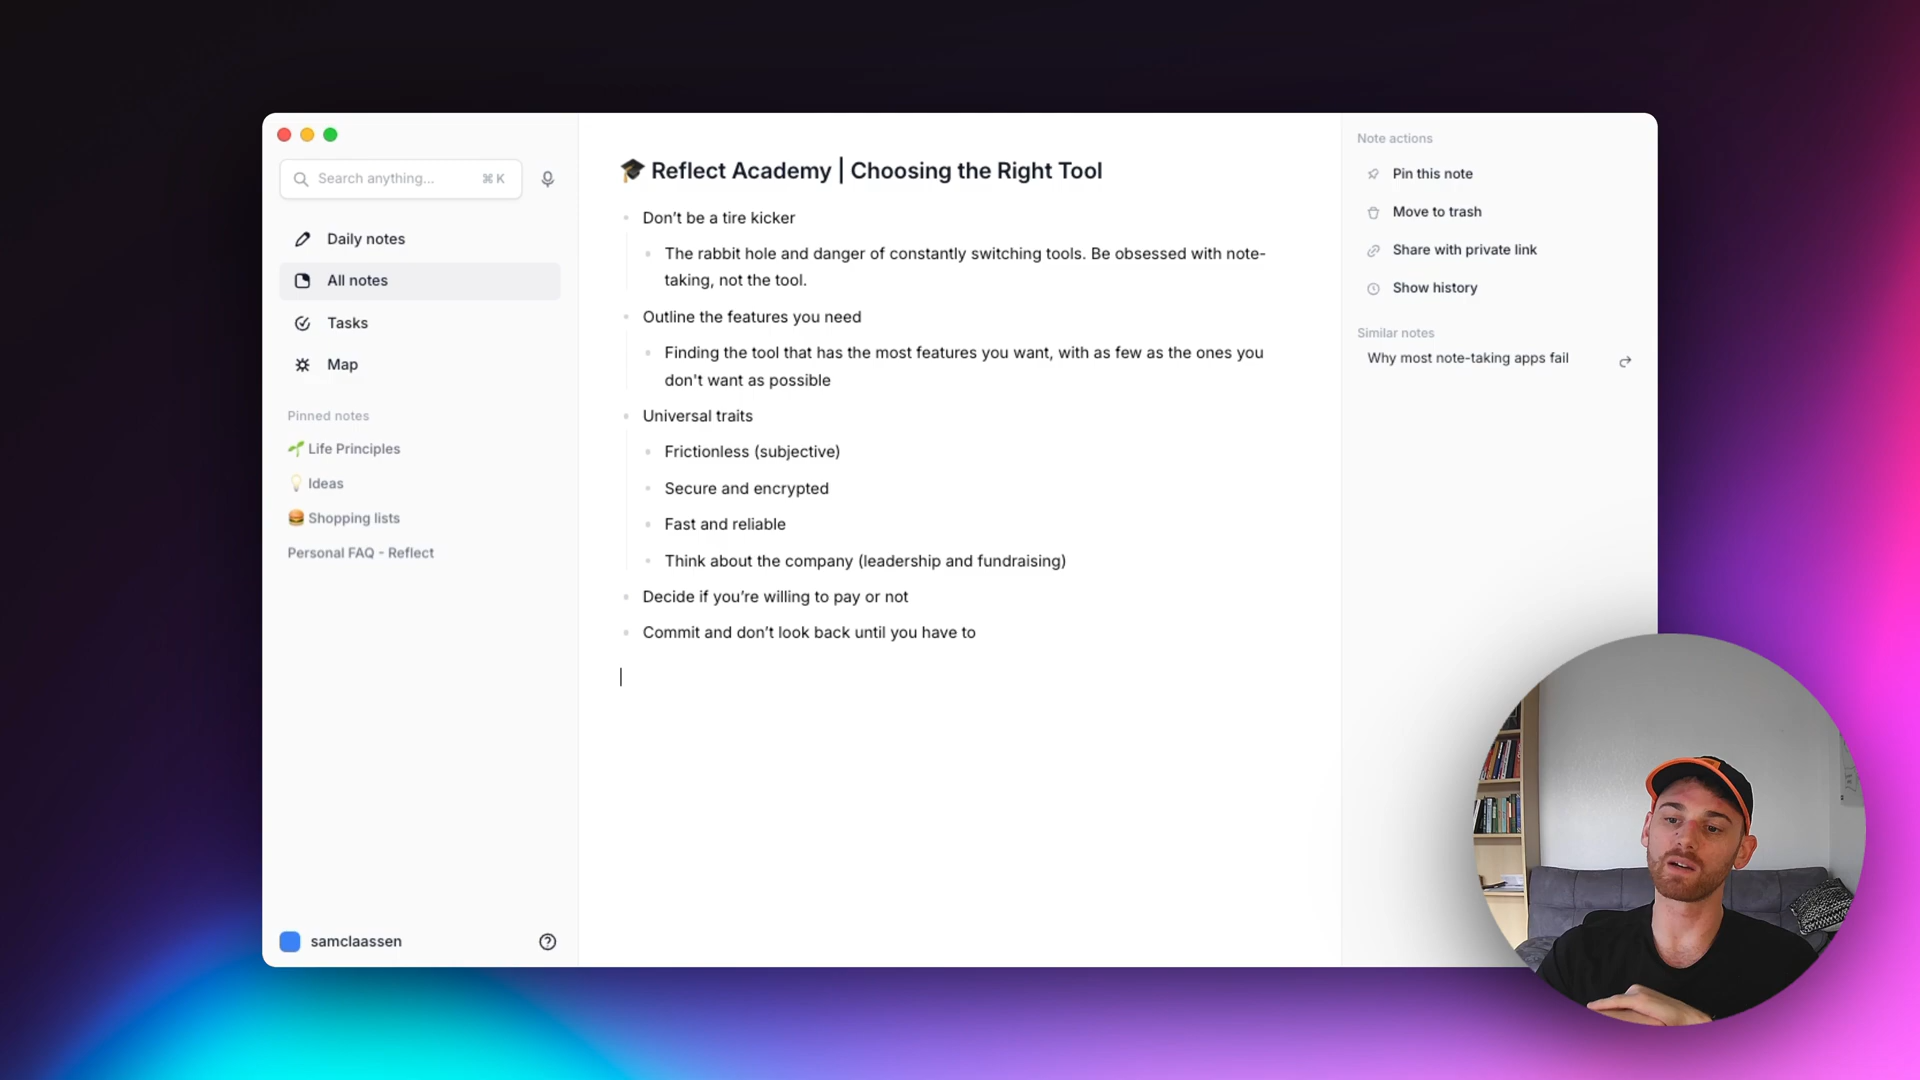 Search anything... ⌘ K
Daily notes
All notes
Tasks
Map
Pinned notes
🌱 Life Principles
💡 Ideas
🍔 Shopping lists
Personal FAQ - Reflect
samclaassen
🎓 Reflect Academy | Choosing the Right Tool
Don’t be a tire kicker
The rabbit hole and danger of constantly switching tools. Be obsessed with note-
taking, not the tool.
Outline the features you need
Finding the tool that has the most features you want, with as few as the ones you
don't want as possible
Universal traits
Frictionless (subjective)
Secure and encrypted
Fast and reliable
Think about the company (leadership and fundraising)
Decide if you’re willing to pay or not
Commit and don’t look back until you have to
Note actions
Pin this note
Move to trash
Share with private link
Show history
Similar notes
Why most note-taking apps fail